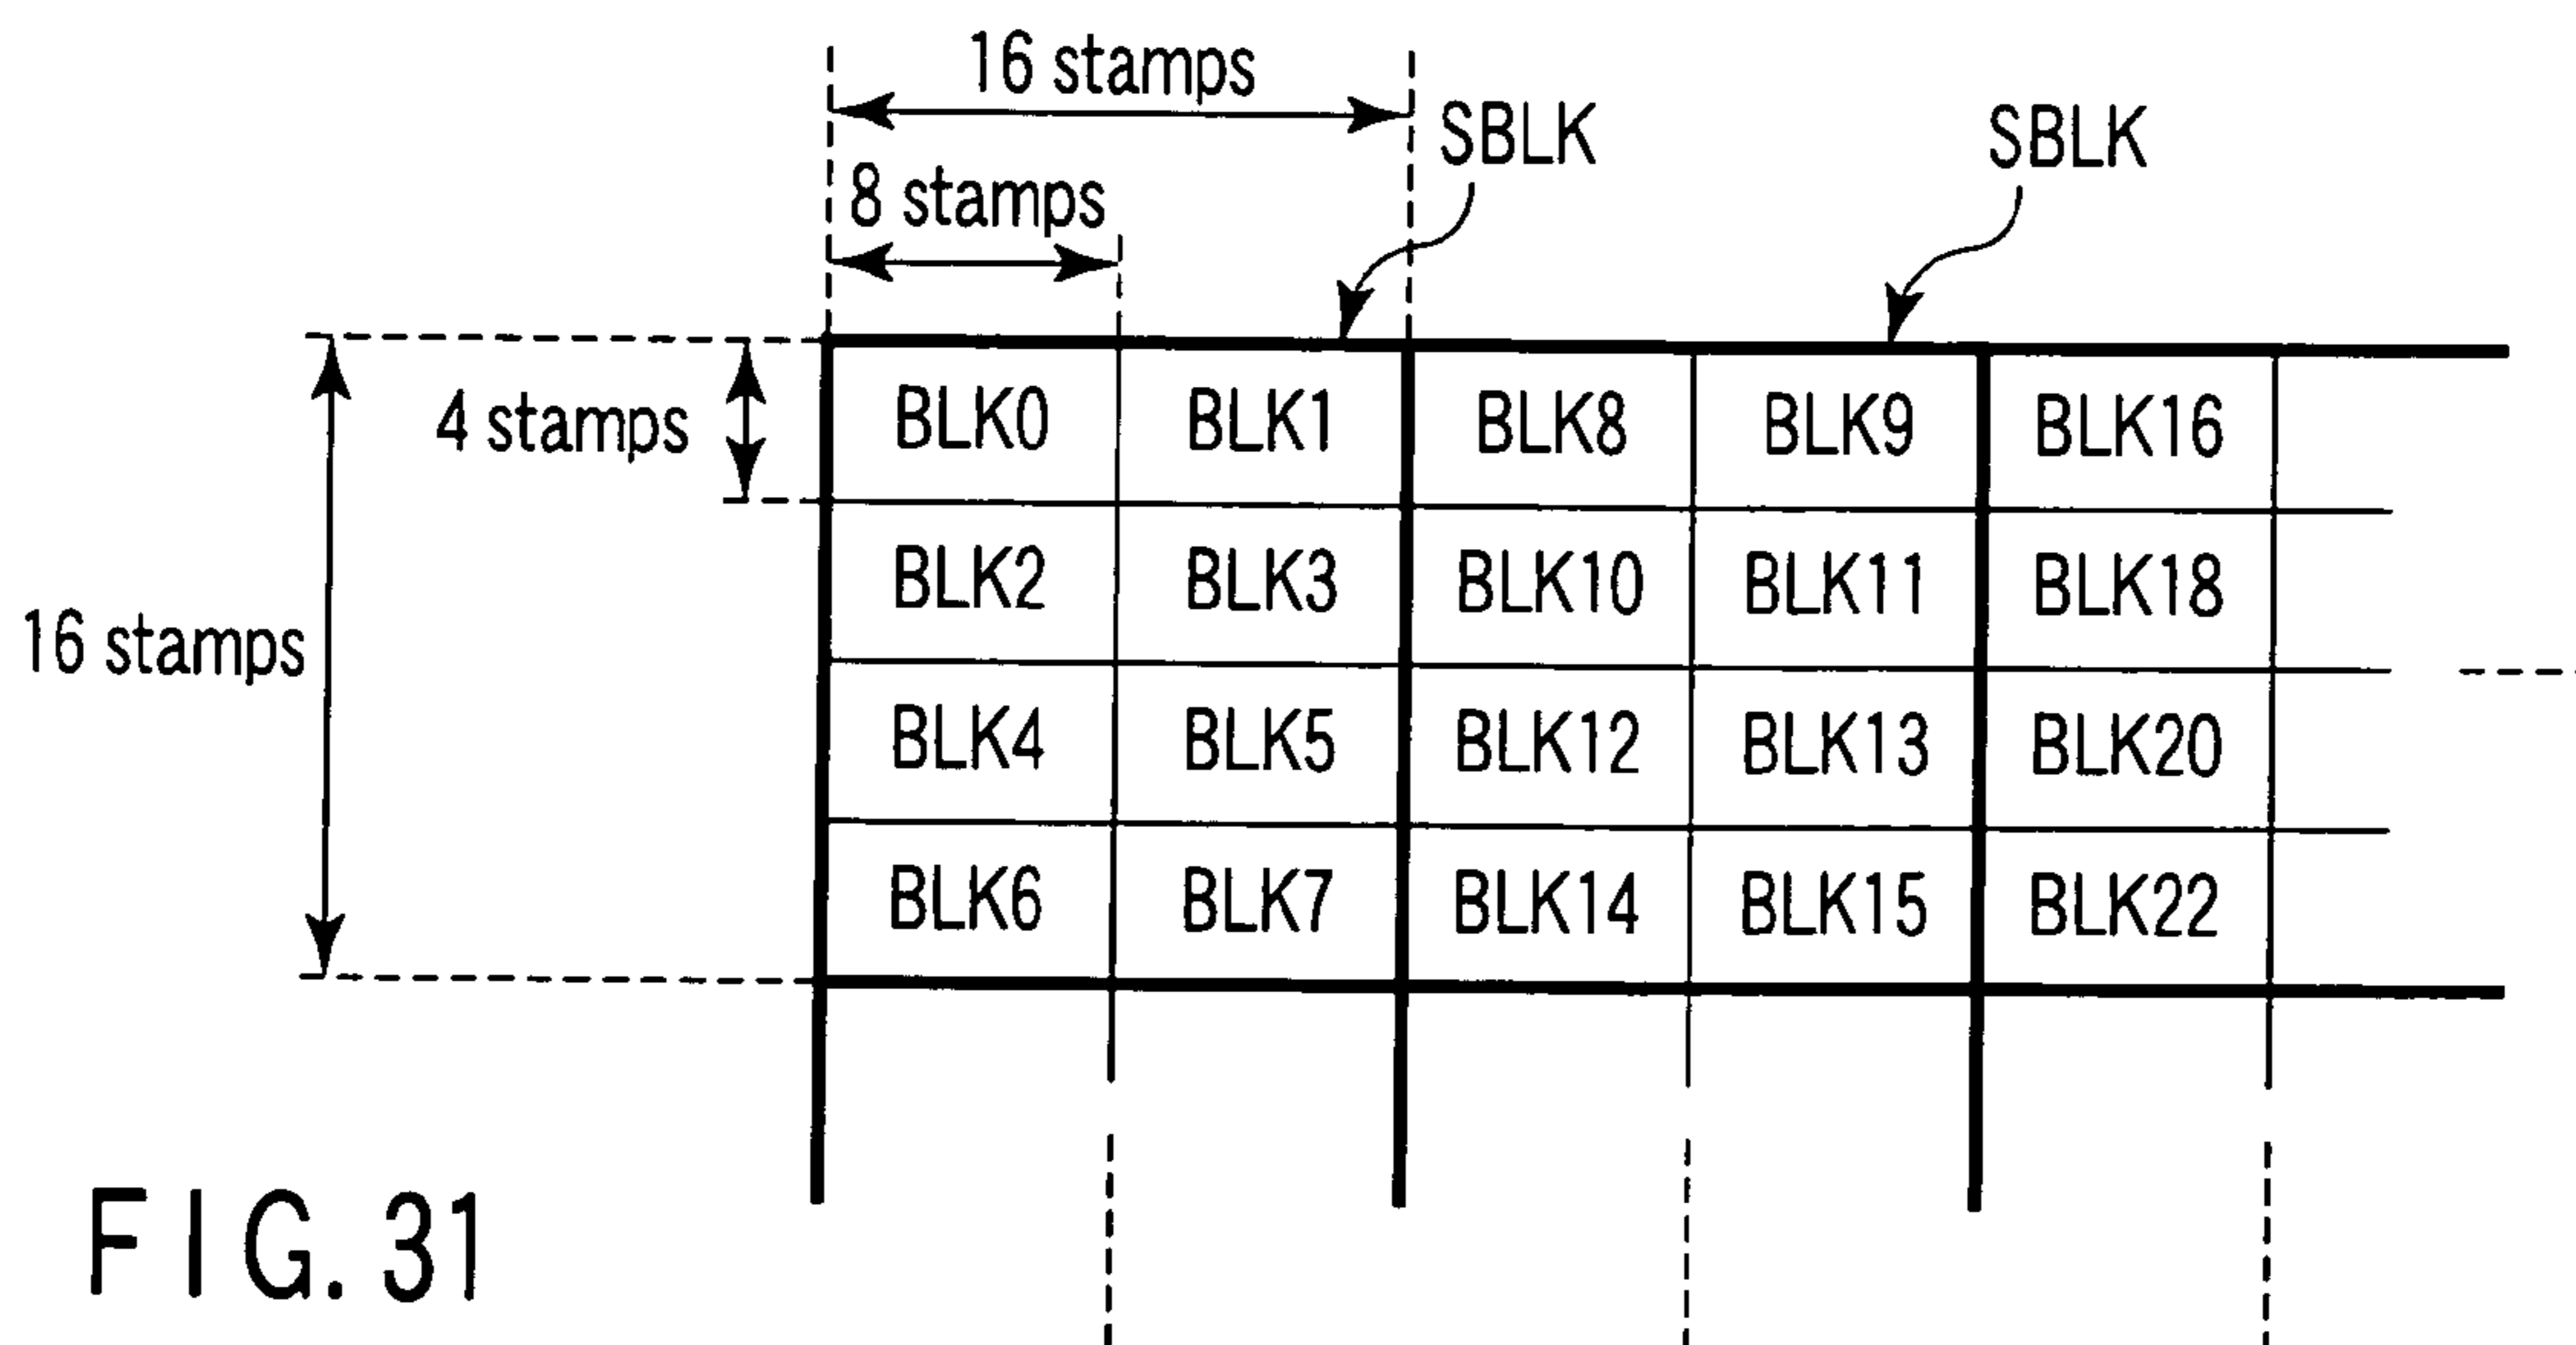 16 stamps
SBLK
SBLK
8 stamps
4 stamps
BLK0 BLK1 BLK8 BLK9 BLK16
BLK2 BLK3 BLK10 BLK11 BLK18
16 stamps
BLK4 BLK5 BLK12 BLK13 BLK20
BLK6 BLK7 BLK14 BLK15 BLK22
FIG. 31